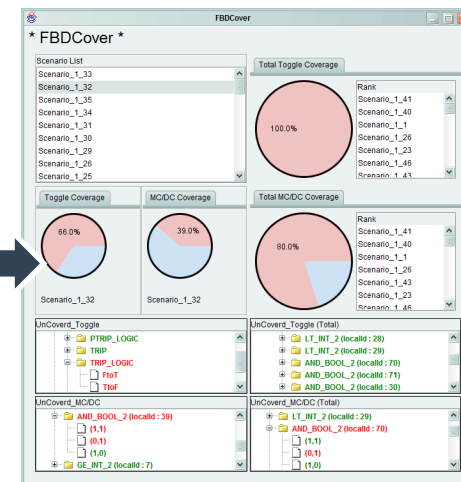 FBDCover
* FBDCover *
Scenario List
Scenario_1_33
Scenario_1_32
Scenario_1_35
Scenario_1_34
Scenario_1_31
Scenario_1_30
Scenario_1_29
Scenario_1_26
Scenario_1_25
Total Toggle Coverage
100.0%
Rank
Scenario_1_41
Scenario_1_40
Scenario_1_1
Scenario_1_26
Scenario_1_23
Scenario_1_46
Scenario_1_43
Toggle Coverage
66.0%
Scenario_1_32
MC/DC Coverage
39.0%
Scenario_1_32
Total MC/DC Coverage
80.0%
Rank
Scenario_1_41
Scenario_1_40
Scenario_1_1
Scenario_1_26
Scenario_1_43
Scenario_1_23
Scenario_1_46
UnCoverd_Toggle
PTRIP_LOGIC
TRIP
TRIP_LOGIC
FtoT
TtoF
UnCoverd_Toggle (Total)
LT_INT_2 (localId : 28)
LT_INT_2 (localId : 29)
AND_BOOL_2 (localId : 70)
AND_BOOL_2 (localId : 71)
AND_BOOL_2 (localId : 30)
UnCoverd_MC/DC
AND_BOOL_2 (localId : 39)
(1,1)
(0,1)
(1,0)
GE_INT_2 (localId : 7)
UnCoverd_MC/DC (Total)
LT_INT_2 (localId : 29)
AND_BOOL_2 (localId : 70)
(1,1)
(0,1)
(1,0)